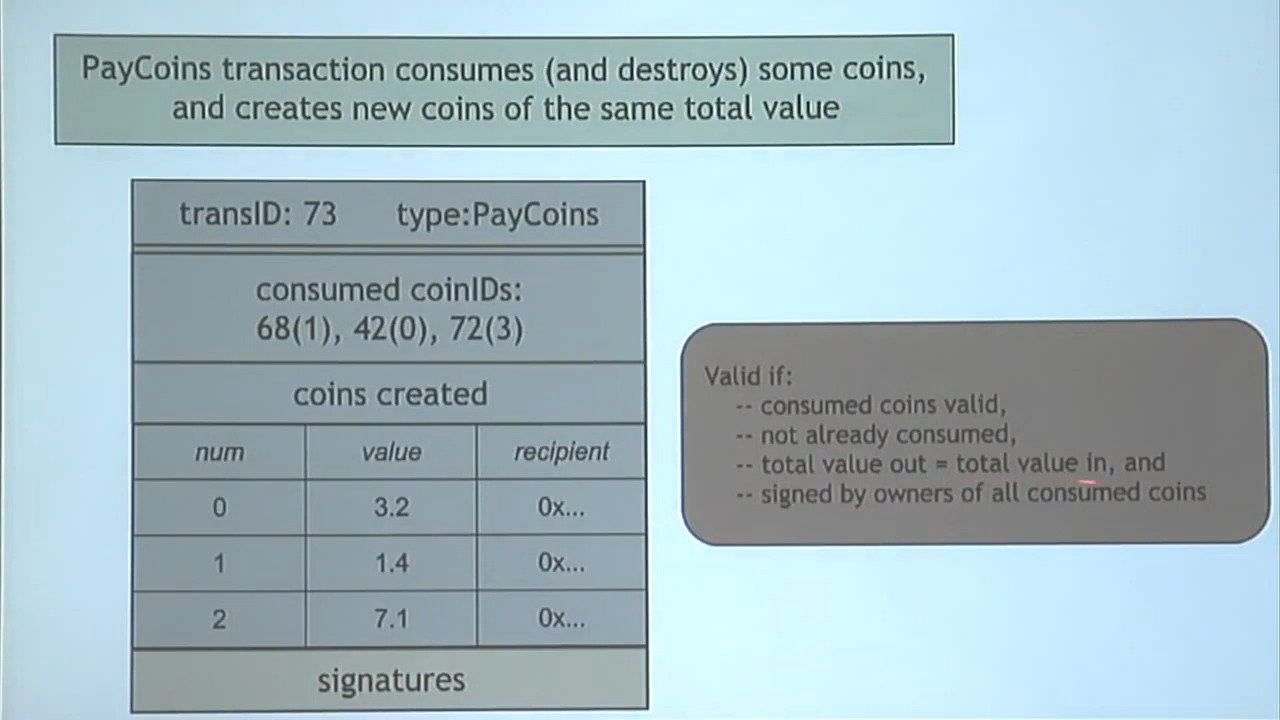 PayCoins transaction consumes (and destroys) some coins,
and creates new coins of the same total value
transID: 73 type:PayCoins
consumed coinIDs:
68(1), 42(0), 72(3)
coins created
num value recipient
0 3.2 0x...
1 1.4 0x...
2 7.1 0x...
signatures
Valid if:
-- consumed coins valid,
-- not already consumed,
-- total value out = total value in, and
-- signed by owners of all consumed coins